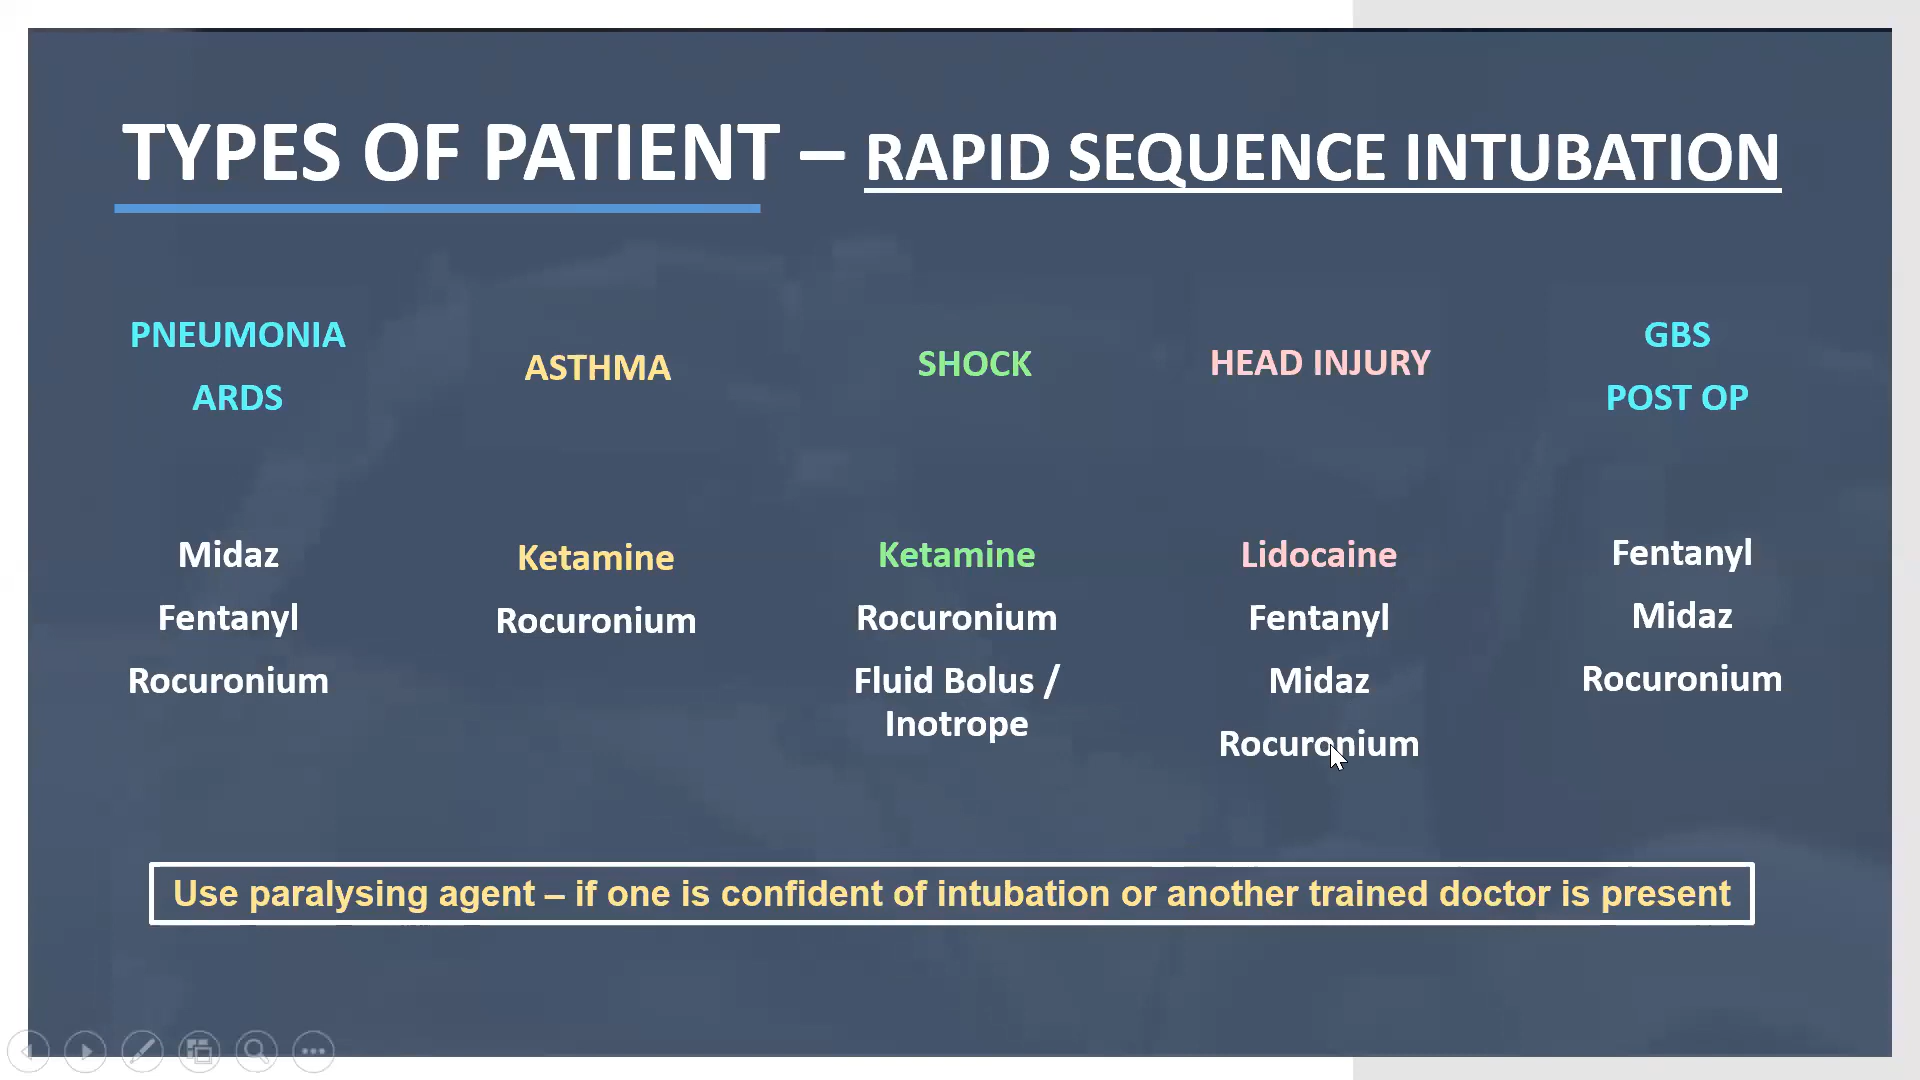 TYPES OF PATIENT – RAPID SEQUENCE INTUBATION
PNEUMONIA
ARDS
ASTHMA
SHOCK
HEAD INJURY
GBS
POST OP
Midaz
Fentanyl
Rocuronium
Ketamine
Rocuronium
Ketamine
Rocuronium
Fluid Bolus /
Inotrope
Lidocaine
Fentanyl
Midaz
Rocuronium
Fentanyl
Midaz
Rocuronium
Use paralysing agent – if one is confident of intubation or another trained doctor is present